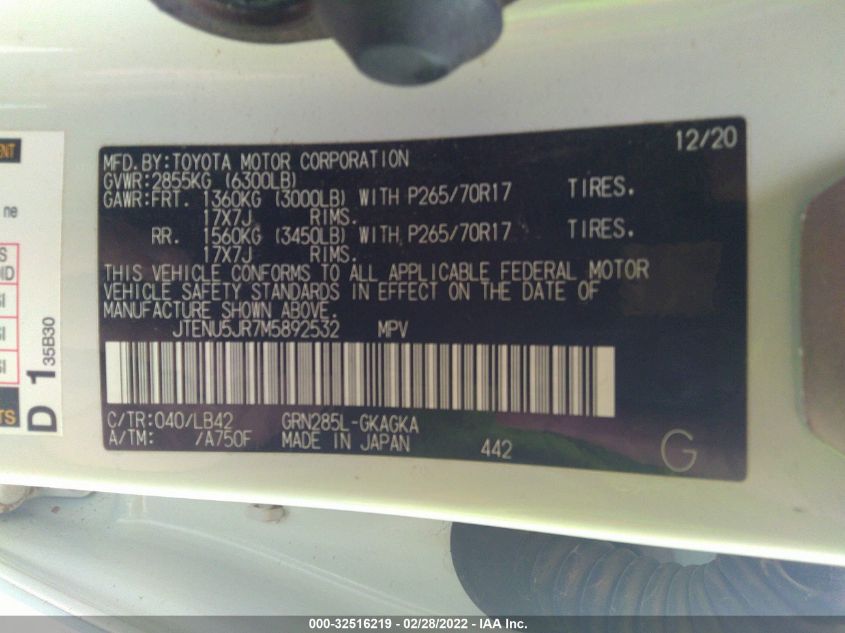 12/20
MFD.BY:TOYOTA MOTOR CORPORATION
GVWR:2855KG (6300LB)
GAWR:FRT. 1360KG (3000LB) WITH P265/70R17 TIRES.
17X7J RIMS.
RR. 1560KG (3450LB) WITH P265/70R17 TIRES.
17X7J RIMS.
THIS VEHICLE CONFORMS TO ALL APPLICABLE FEDERAL MOTOR
VEHICLE SAFETY STANDARDS IN EFFECT ON THE DATE OF
MANUFACTURE SHOWN ABOVE.
JTENU5JR7M5892532 MPV
C/TR:040/LB42 GRN285L-GKAGKA
A/TM: /A750F MADE IN JAPAN 442
G
ne
D 1 35B30
000-32516219 - 02/28/2022 - IAA Inc.